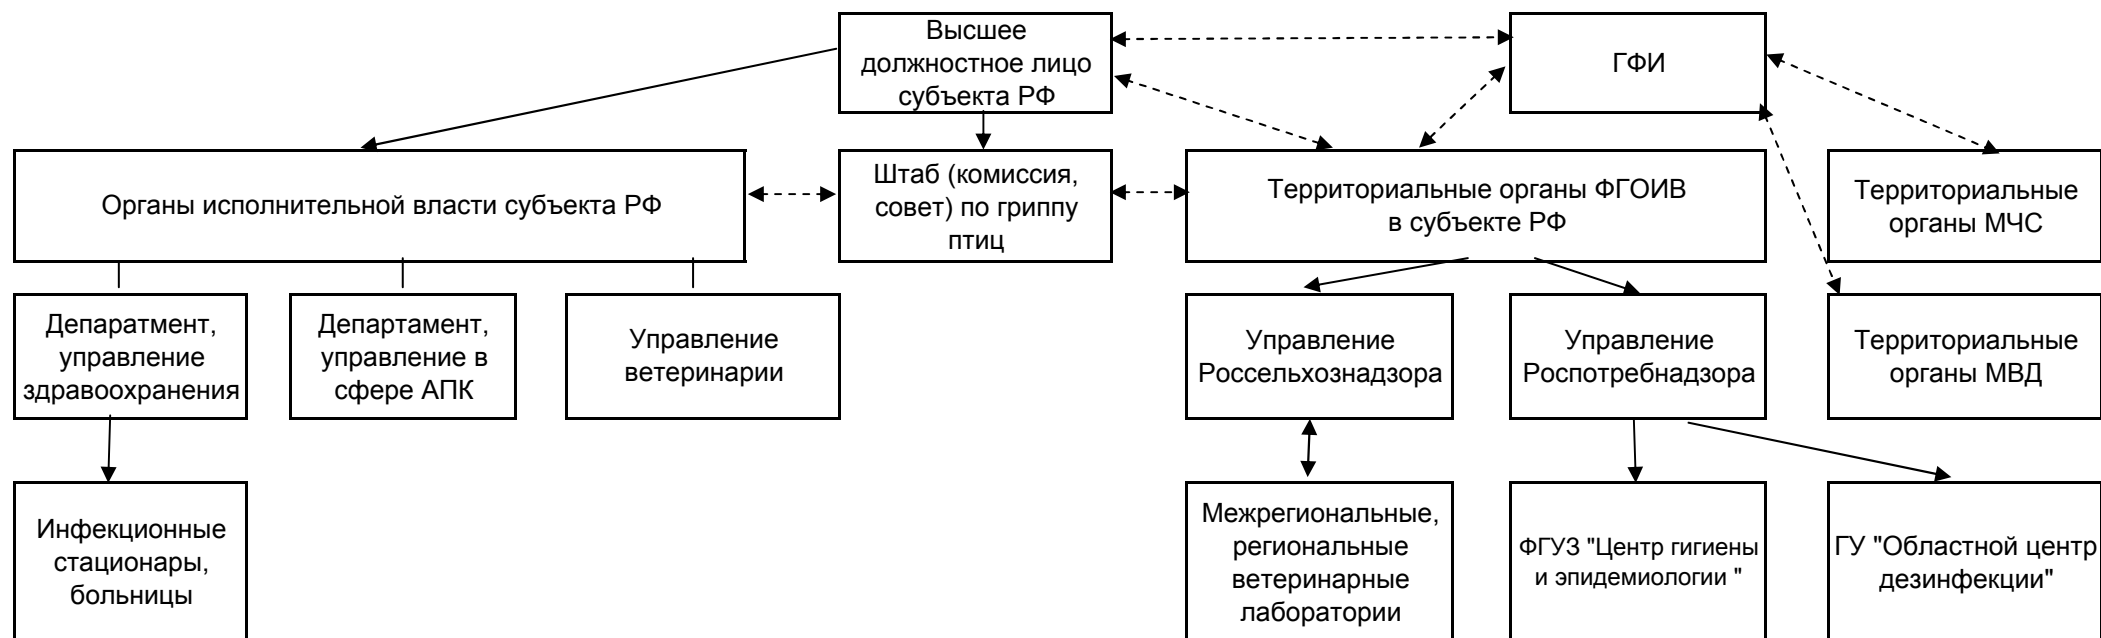 Высшее
должностное лицо
субъекта РФ
ГФИ
Органы исполнительной власти субъекта РФ
Штаб (комиссия,
совет) по гриппу
птиц
Территориальные органы ФГОИВ
в субъекте РФ
Территориальные
органы МЧС
Депаратмент,
управление
здравоохранения
Департамент,
управление в
сфере АПК
Управление
ветеринарии
Управление
Россельхознадзора
Управление
Роспотребнадзора
Территориальные
органы МВД
Инфекционные
стационары,
больницы
Межрегиональные,
региональные
ветеринарные
лаборатории
ФГУЗ "Центр гигиены
и эпидемиологии "
ГУ "Областной центр
дезинфекции"